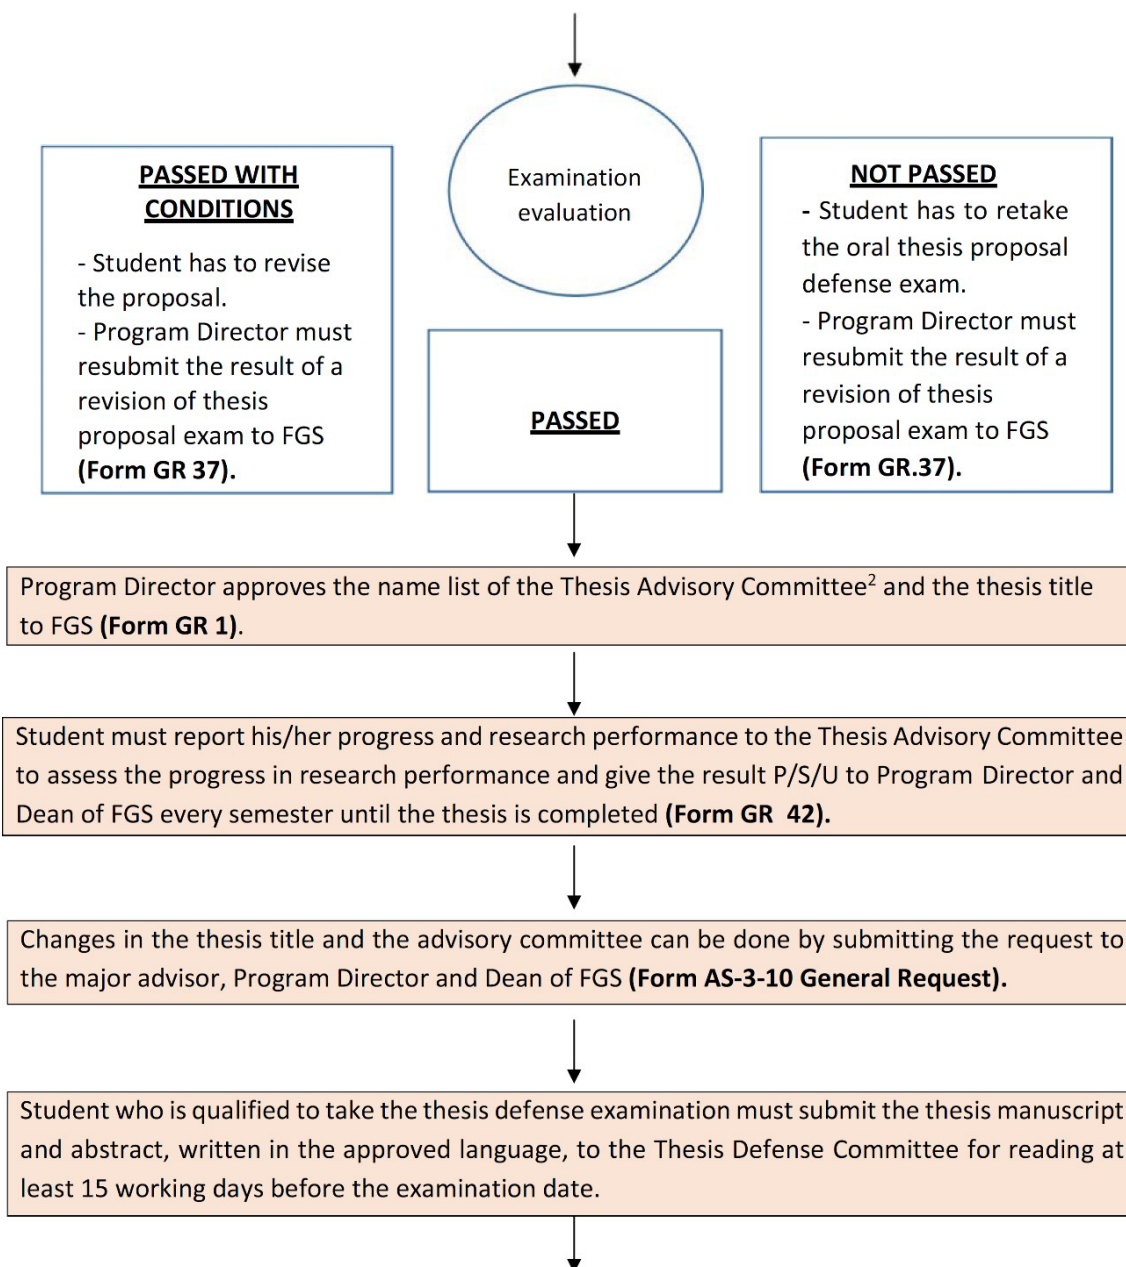 Examination
evaluation
PASSED WITH
CONDITIONS
- Student has to revise
the proposal.
- Program Director must
resubmit the result of a
revision of thesis
proposal exam to FGS
(Form GR 37).
PASSED
NOT PASSED
- Student has to retake
the oral thesis proposal
defense exam.
- Program Director must
resubmit the result of a
revision of thesis
proposal exam to FGS
(Form GR.37).
Program Director approves the name list of the Thesis Advisory Committee² and the thesis title
to FGS (Form GR 1).
Student must report his/her progress and research performance to the Thesis Advisory Committee
to assess the progress in research performance and give the result P/S/U to Program Director and
Dean of FGS every semester until the thesis is completed (Form GR  42).
Changes in the thesis title and the advisory committee can be done by submitting the request to
the major advisor, Program Director and Dean of FGS (Form AS-3-10 General Request).
Student who is qualified to take the thesis defense examination must submit the thesis manuscript
and abstract, written in the approved language, to the Thesis Defense Committee for reading at
least 15 working days before the examination date.